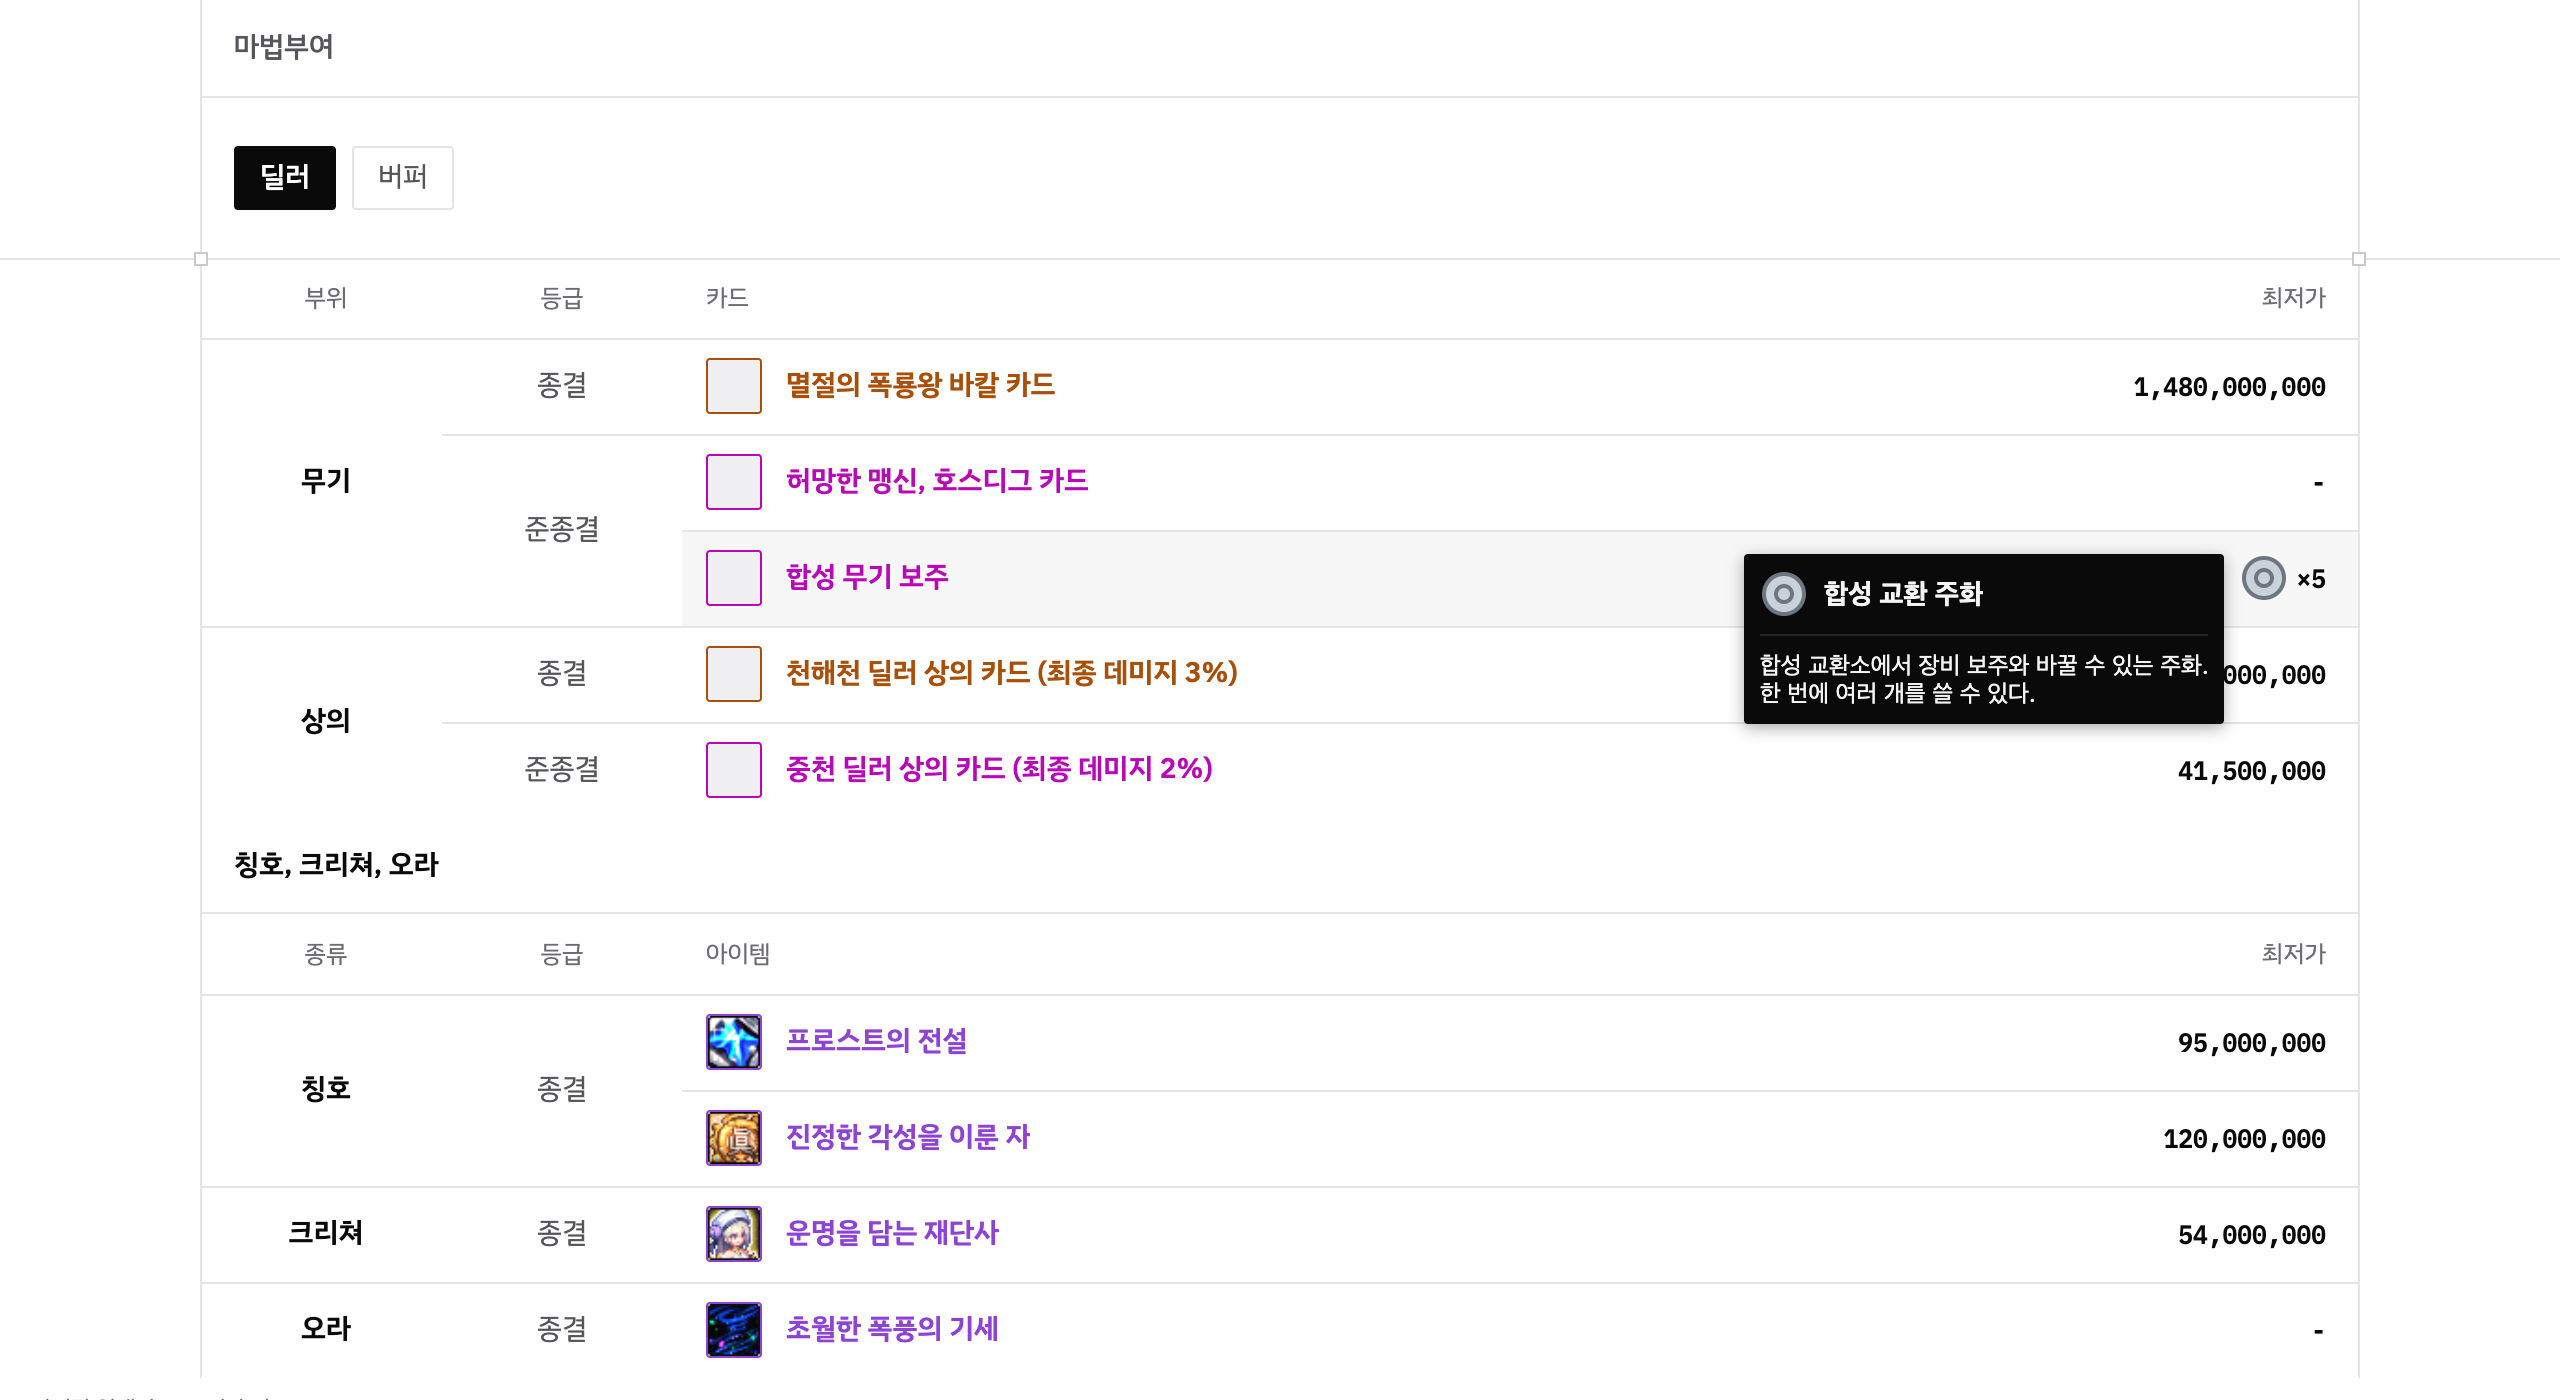 마법부여
딜러 버퍼
부위 등급 카드 최저가
종결 멸절의 폭룡왕 바칼 카드 1,480,000,000
무기
허망한 맹신, 호스디그 카드 -
준종결
합성 무기 보주 ×5
합성 교환 주화
합성 교환소에서 장비 보주와 바꿀 수 있는 주화.
한 번에 여러 개를 쓸 수 있다.
종결 천해천 딜러 상의 카드 (최종 데미지 3%) 000,000
상의
준종결 중천 딜러 상의 카드 (최종 데미지 2%) 41,500,000
칭호, 크리쳐, 오라
종류 등급 아이템 최저가
프로스트의 전설 95,000,000
칭호 종결
眞
진정한 각성을 이룬 자 120,000,000
크리쳐 종결 운명을 담는 재단사 54,000,000
오라 종결 초월한 폭풍의 기세 -